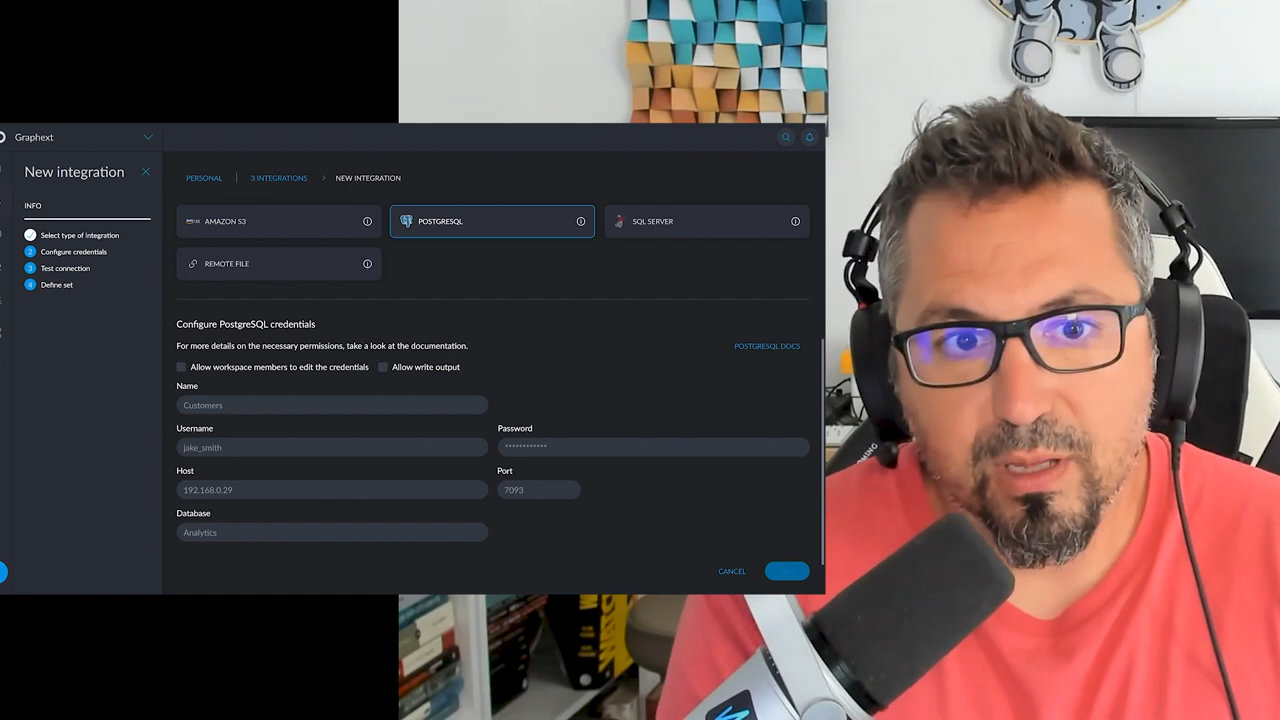 Graphext
New integration
INFO
Select type of integration
2 Configure credentials
3 Test connection
4 Define set
PERSONAL | 3 INTEGRATIONS > NEW INTEGRATION
AMAZON S3
POSTGRESQL
SQL SERVER
REMOTE FILE
Configure PostgreSQL credentials
For more details on the necessary permissions, take a look at the documentation.
POSTGRESQL DOCS
Allow workspace members to edit the credentials
Allow write output
Name
Customers
Username
Password
jake_smith
************
Host
Port
192.168.0.29
7093
Database
Analytics
CANCEL